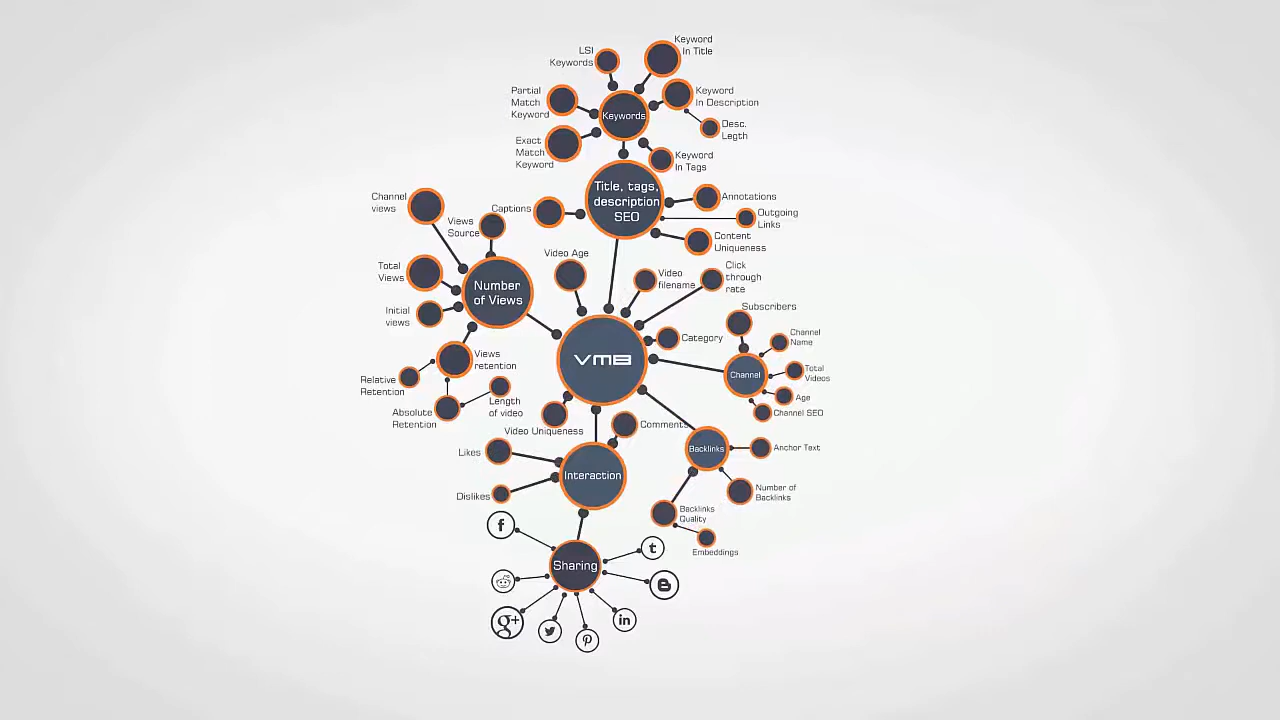 LSI
Keywords
Keyword
In Title
Partial
Match
Keyword
Keywords
Keyword
In Description
Desc.
Legth
Exact
Match
Keyword
Keyword
In Tags
Title, tags,
description
SEO
Captions
Annotations
Outgoing
Links
Content
Uniqueness
Channel
views
Views
Source
Total
Views
Initial
views
Number
of Views
Views
retention
Relative
Retention
Absolute
Retention
Length
of video
Video Age
Video
filename
Click
through
rate
Category
VMB
Subscribers
Channel
Channel
Name
Total
Videos
Age
Channel SEO
Video Uniqueness
Comments
Likes
Interaction
Dislikes
Backlinks
Anchor Text
Number of
Backlinks
Backlinks
Quality
Embeddings
Sharing
f
t
B
g+
in
P